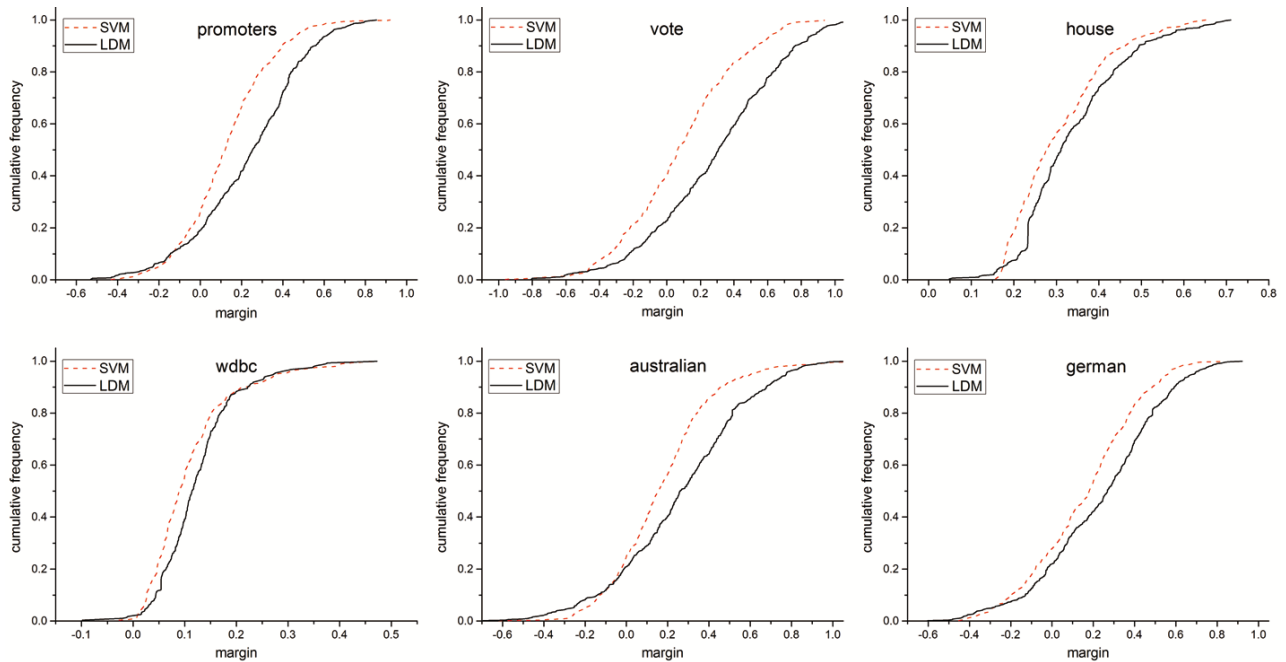 SVM
LDM
promoters
cumulative frequency
1.0
0.8
0.6
0.4
0.2
0.0
-0.6 -0.4 -0.2 0.0 0.2 0.4 0.6 0.8 1.0
margin
SVM
LDM
vote
cumulative frequency
1.0
0.8
0.6
0.4
0.2
0.0
-1.0 -0.8 -0.6 -0.4 -0.2 0.0 0.2 0.4 0.6 0.8 1.0
margin
SVM
LDM
house
cumulative frequency
1.0
0.8
0.6
0.4
0.2
0.0
0.0 0.1 0.2 0.3 0.4 0.5 0.6 0.7 0.8
margin
SVM
LDM
wdbc
cumulative frequency
1.0
0.8
0.6
0.4
0.2
0.0
-0.1 0.0 0.1 0.2 0.3 0.4 0.5
margin
SVM
LDM
australian
cumulative frequency
1.0
0.8
0.6
0.4
0.2
0.0
-0.6 -0.4 -0.2 0.0 0.2 0.4 0.6 0.8 1.0
margin
SVM
LDM
german
cumulative frequency
1.0
0.8
0.6
0.4
0.2
0.0
-0.6 -0.4 -0.2 0.0 0.2 0.4 0.6 0.8 1.0
margin